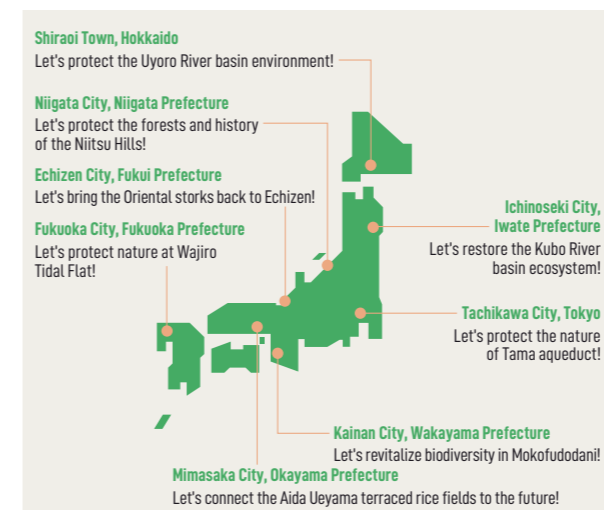 Shiraoi Town, Hokkaido
Let's protect the Uyoro River basin environment!
Niigata City, Niigata Prefecture
Let's protect the forests and history
of the Niitsu Hills!
Echizen City, Fukui Prefecture
Let's bring the Oriental storks back to Echizen!
Fukuoka City, Fukuoka Prefecture
Let's protect nature at Wajiro
Tidal Flat!
Ichinoseki City,
Iwate Prefecture
Let's restore the Kubo River
basin ecosystem!
Tachikawa City, Tokyo
Let's protect the nature
of Tama aqueduct!
Kainan City, Wakayama Prefecture
Let's revitalize biodiversity in Mokofudodani!
Mimasaka City, Okayama Prefecture
Let's connect the Aida Ueyama terraced rice fields to the future!